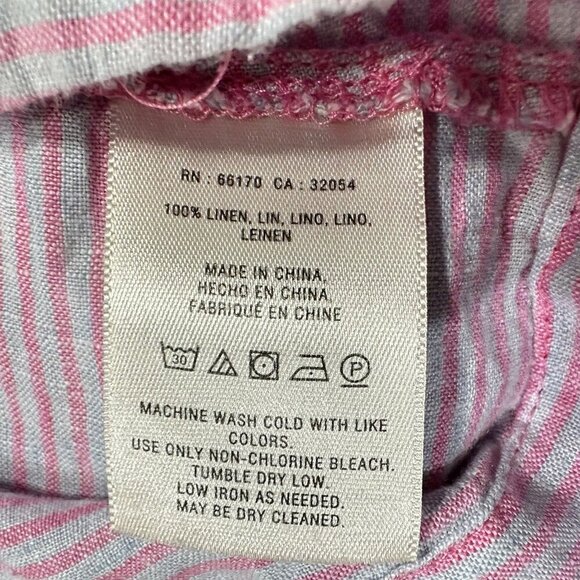 RN : 66170 CA : 32054
100% LINEN, LIN, LINO, LINO,
LEINEN
MADE IN CHINA,
HECHO EN CHINA,
FABRIQUÉ EN CHINE
30 P
MACHINE WASH COLD WITH LIKE
COLORS.
USE ONLY NON-CHLORINE BLEACH.
TUMBLE DRY LOW.
LOW IRON AS NEEDED.
MAY BE DRY CLEANED.